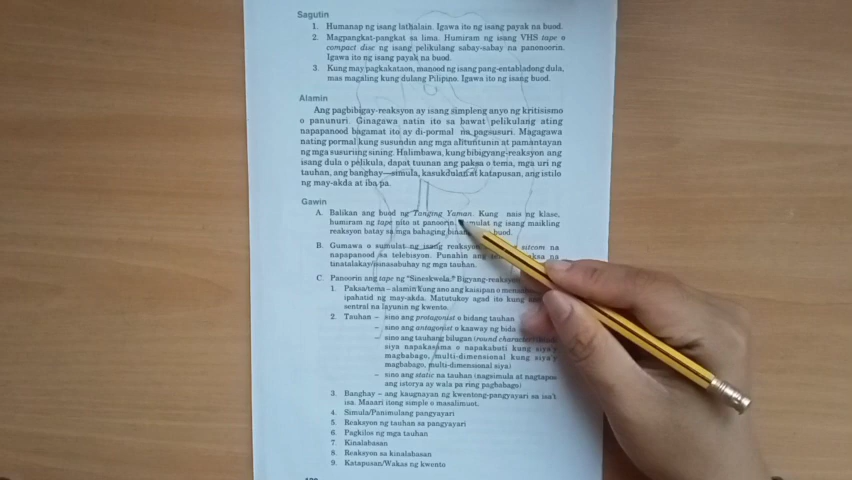 Sagutin
1. Humanap ng isang lathalain. Igawa ito ng isang payak na buod.
2. Magpangkat-pangkat sa lima. Humiram ng isang VHS tape o
compact disc ng isang pelikulang sabay-sabay na panonoorin.
Igawa ito ng isang payak na buod.
3. Kung may pagkakataon, manood ng isang pang-entabladong dula,
mas magaling kung dulang Pilipino. Igawa ito ng isang buod.
Alamin
Ang pagbibigay-reaksyon ay isang simpleng anyo ng kritisismo
o panunuri. Ginagawa natin ito sa bawat pelikulang ating
napapanood bagamat ito ay di-pormal na pagsusuri. Magagawa
nating pormal kung susundin ang mga alituntunin at pamantayan
ng mga susuriing sining. Halimbawa, kung bibigyang-reaksyon ang
isang dula o pelikula, dapat tuunan ang paksa o tema, mga uri ng
tauhan, ang banghay—simula, kasukdulan at katapusan, ang istilo
ng may-akda at iba pa.
Gawin
A. Balikan ang buod ng Tanging Yaman. Kung nais ng klase,
humiram ng tape nito at panoorin. ng isang maikling
reaksyon batay sa mga bahaging buod.
B. Gumawa o sumulat ng isang sitcom na
napapanood sa telebisyon. Punahin ang na
tinatalakay/isinasabuhay ng mga tauhan.
C. Panoorin ang tape ng "Sineskwela." Bigyang-reaksyon
1. Paksa/tema – alamin kung ano ang kaisipan o
ipahatid ng may-akda. Matutukoy agad ito kung
sentral na layunin ng kwento.
2. Tauhan – sino ang protagonist o bidang tauhan
– sino ang antagonist o kaaway ng bida
– sino ang tauhang bilugan (round character)
siya napakasama o napakabuti kung siya'y
magbabago, multi-dimensional kung siya'y
magbabago, multi-dimensional siya)
– sino ang static na tauhan (nagsimula at nagtapos
ang istorya ay wala pa ring pagbabago)
3. Banghay – ang kaugnayan ng kwentong-pangyayari sa isa't
isa. Maaari itong simple o masalimuot.
4. Simula/Panimulang pangyayari
5. Reaksyon ng tauhan sa pangyayari
6. Pagkilos ng mga tauhan
7 Kinalabasan
8. Reaksyon sa kinalabasan
9. Katapusan/Wakas ng kwento